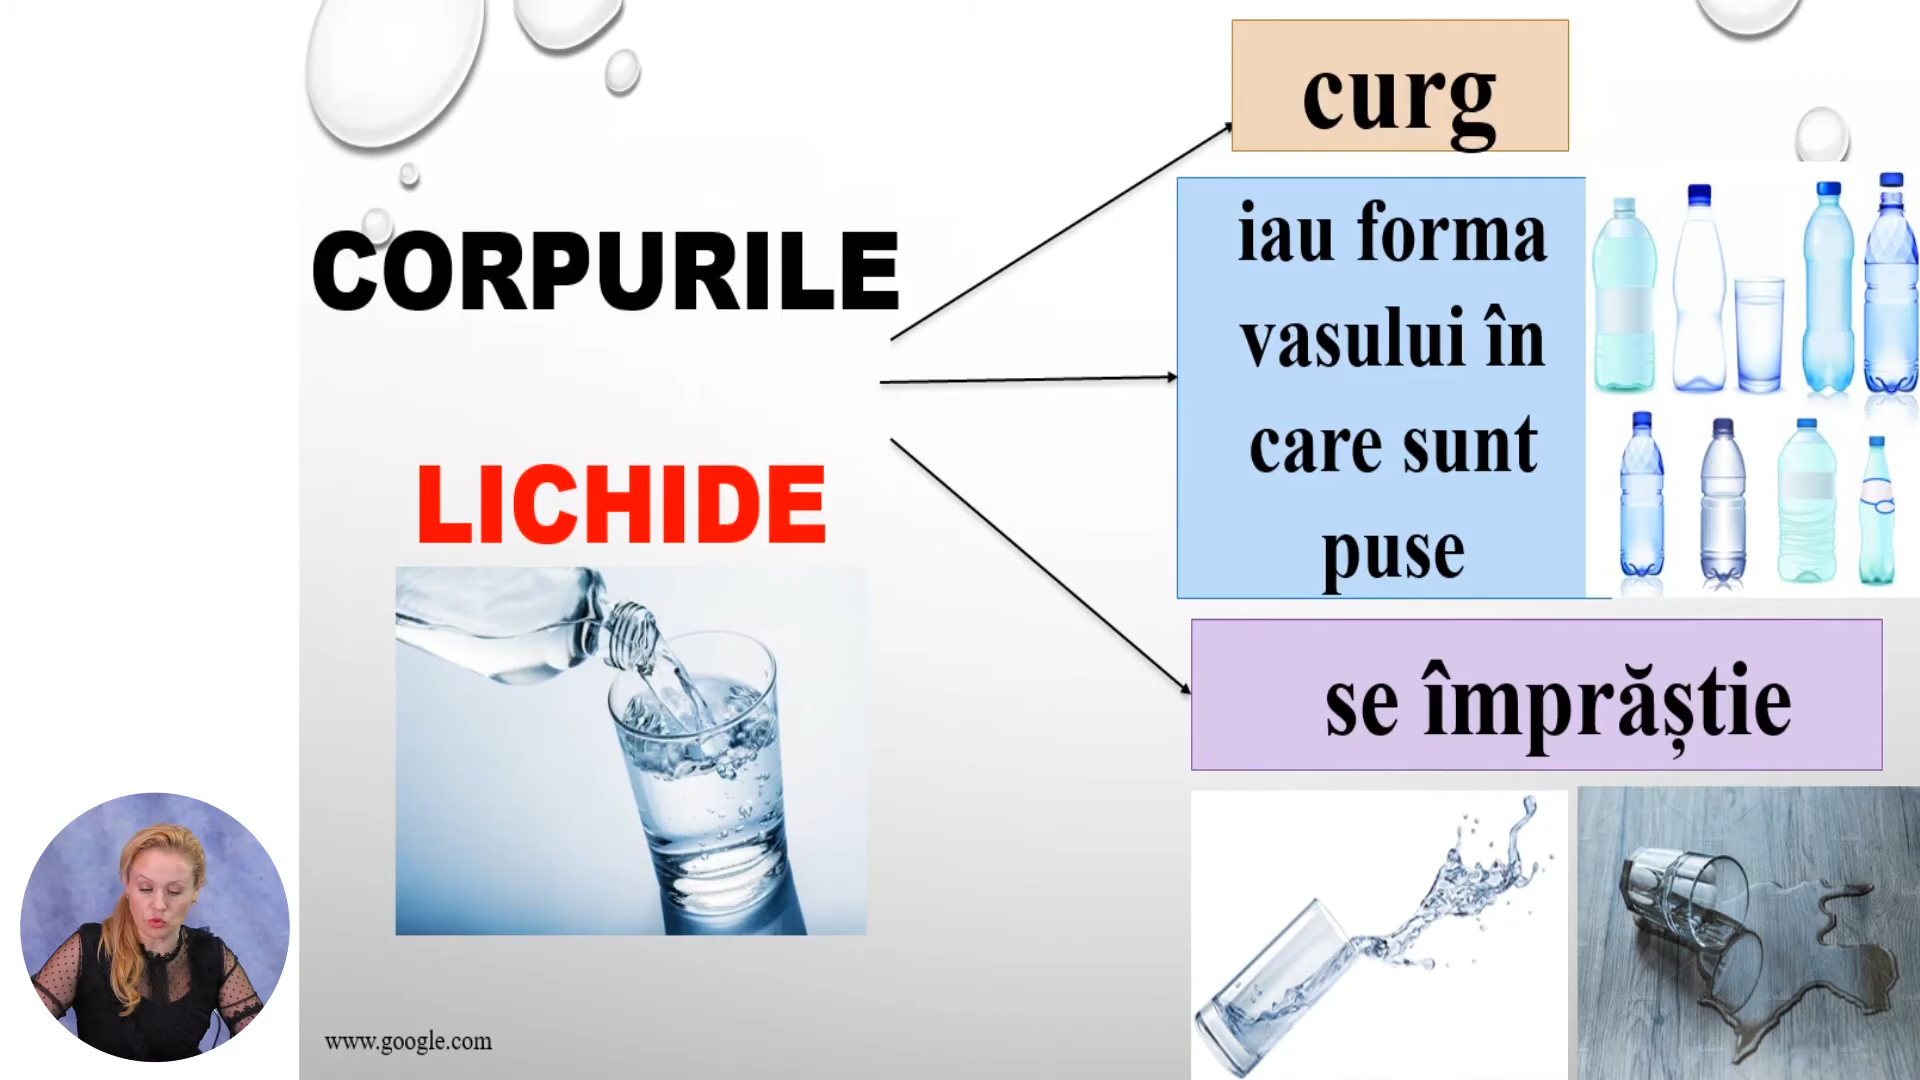 CORPURILE
LICHIDE
curg
iau forma
vasului în
care sunt
puse
se împrăștie
www.google.com